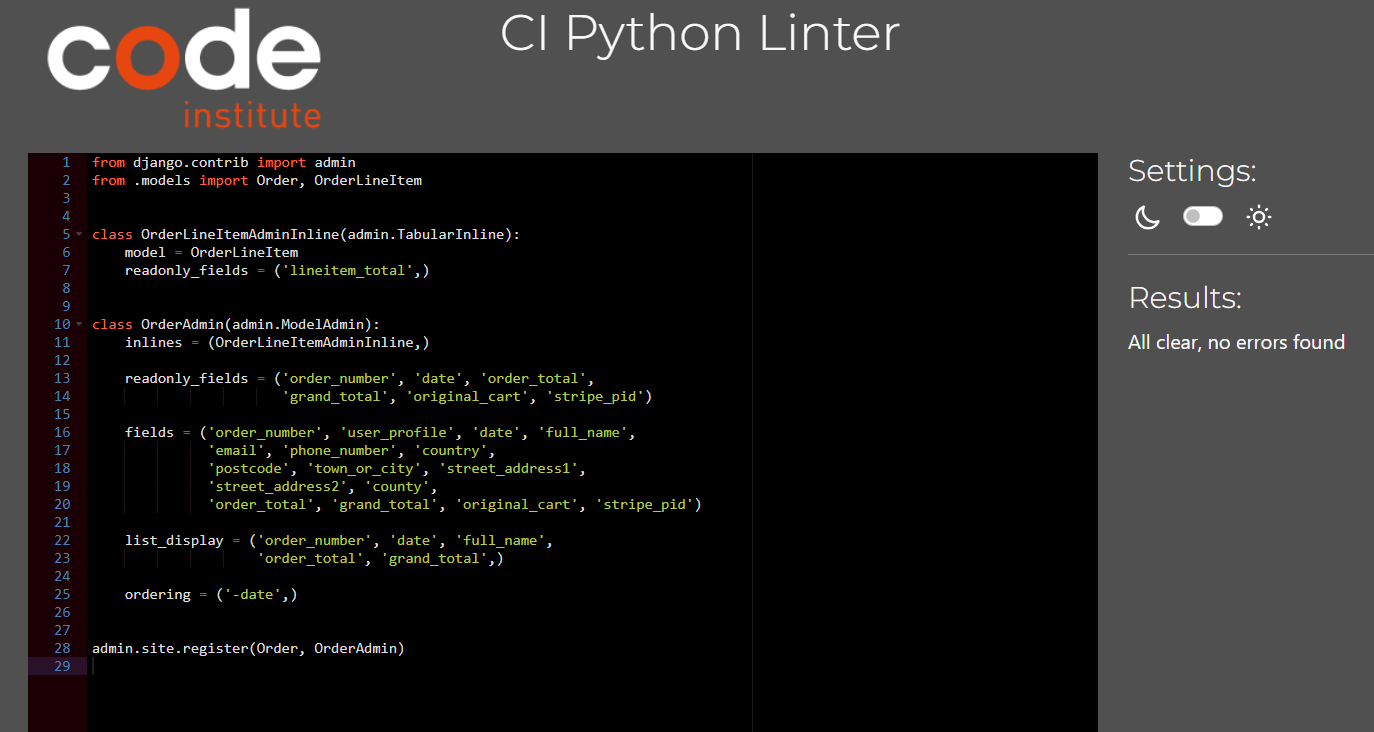 code
institute
CI Python Linter
1 from django.contrib import admin
2 from .models import Order, OrderLineItem
3
4
5 class OrderLineItemAdminInline(admin.TabularInline):
6     model = OrderLineItem
7     readonly_fields = ('lineitem_total',)
8
9
10 class OrderAdmin(admin.ModelAdmin):
11     inlines = (OrderLineItemAdminInline,)
12
13     readonly_fields = ('order_number', 'date', 'order_total',
14                        'grand_total', 'original_cart', 'stripe_pid')
15
16     fields = ('order_number', 'user_profile', 'date', 'full_name',
17               'email', 'phone_number', 'country',
18               'postcode', 'town_or_city', 'street_address1',
19               'street_address2', 'county',
20               'order_total', 'grand_total', 'original_cart', 'stripe_pid')
21
22     list_display = ('order_number', 'date', 'full_name',
23                     'order_total', 'grand_total',)
24
25     ordering = ('-date',)
26
27
28 admin.site.register(Order, OrderAdmin)
29
Settings:
Results:
All clear, no errors found